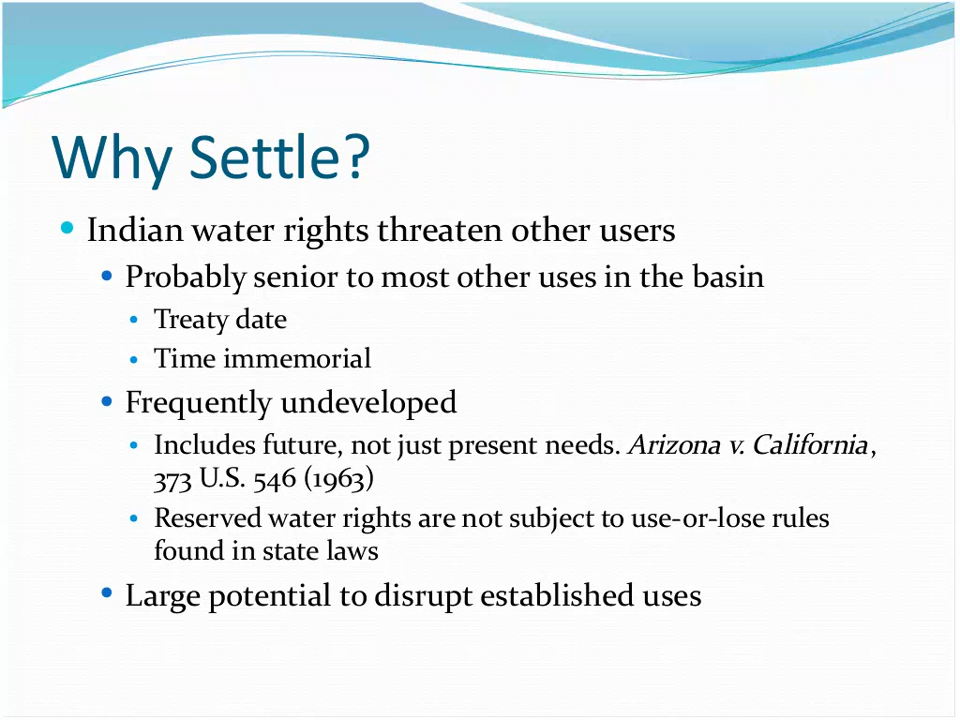 Why Settle?
• Indian water rights threaten other users
• Probably senior to most other uses in the basin
• Treaty date
• Time immemorial
• Frequently undeveloped
• Includes future, not just present needs. Arizona v. California,
373 U.S. 546 (1963)
• Reserved water rights are not subject to use-or-lose rules
found in state laws
• Large potential to disrupt established uses